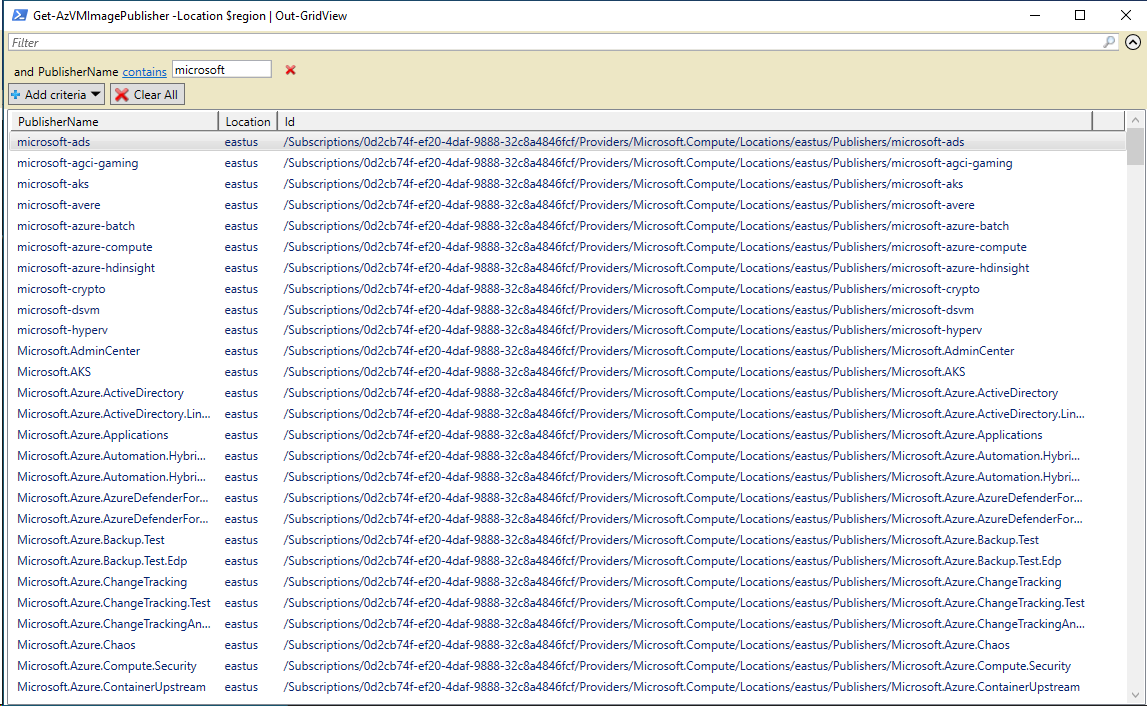 Get-AzVMImagePublisher -Location $region | Out-GridView
Filter
and PublisherName contains microsoft
Add criteria Clear All
PublisherName Location Id
microsoft-ads eastus /Subscriptions/0d2cb74f-ef20-4daf-9888-32c8a4846fcf/Providers/Microsoft.Compute/Locations/eastus/Publishers/microsoft-ads
microsoft-agci-gaming eastus /Subscriptions/0d2cb74f-ef20-4daf-9888-32c8a4846fcf/Providers/Microsoft.Compute/Locations/eastus/Publishers/microsoft-agci-gaming
microsoft-aks eastus /Subscriptions/0d2cb74f-ef20-4daf-9888-32c8a4846fcf/Providers/Microsoft.Compute/Locations/eastus/Publishers/microsoft-aks
microsoft-avere eastus /Subscriptions/0d2cb74f-ef20-4daf-9888-32c8a4846fcf/Providers/Microsoft.Compute/Locations/eastus/Publishers/microsoft-avere
microsoft-azure-batch eastus /Subscriptions/0d2cb74f-ef20-4daf-9888-32c8a4846fcf/Providers/Microsoft.Compute/Locations/eastus/Publishers/microsoft-azure-batch
microsoft-azure-compute eastus /Subscriptions/0d2cb74f-ef20-4daf-9888-32c8a4846fcf/Providers/Microsoft.Compute/Locations/eastus/Publishers/microsoft-azure-compute
microsoft-azure-hdinsight eastus /Subscriptions/0d2cb74f-ef20-4daf-9888-32c8a4846fcf/Providers/Microsoft.Compute/Locations/eastus/Publishers/microsoft-azure-hdinsight
microsoft-crypto eastus /Subscriptions/0d2cb74f-ef20-4daf-9888-32c8a4846fcf/Providers/Microsoft.Compute/Locations/eastus/Publishers/microsoft-crypto
microsoft-dsvm eastus /Subscriptions/0d2cb74f-ef20-4daf-9888-32c8a4846fcf/Providers/Microsoft.Compute/Locations/eastus/Publishers/microsoft-dsvm
microsoft-hyperv eastus /Subscriptions/0d2cb74f-ef20-4daf-9888-32c8a4846fcf/Providers/Microsoft.Compute/Locations/eastus/Publishers/microsoft-hyperv
Microsoft.AdminCenter eastus /Subscriptions/0d2cb74f-ef20-4daf-9888-32c8a4846fcf/Providers/Microsoft.Compute/Locations/eastus/Publishers/Microsoft.AdminCenter
Microsoft.AKS eastus /Subscriptions/0d2cb74f-ef20-4daf-9888-32c8a4846fcf/Providers/Microsoft.Compute/Locations/eastus/Publishers/Microsoft.AKS
Microsoft.Azure.ActiveDirectory eastus /Subscriptions/0d2cb74f-ef20-4daf-9888-32c8a4846fcf/Providers/Microsoft.Compute/Locations/eastus/Publishers/Microsoft.Azure.ActiveDirectory
Microsoft.Azure.ActiveDirectory.Lin... eastus /Subscriptions/0d2cb74f-ef20-4daf-9888-32c8a4846fcf/Providers/Microsoft.Compute/Locations/eastus/Publishers/Microsoft.Azure.ActiveDirectory.Lin...
Microsoft.Azure.Applications eastus /Subscriptions/0d2cb74f-ef20-4daf-9888-32c8a4846fcf/Providers/Microsoft.Compute/Locations/eastus/Publishers/Microsoft.Azure.Applications
Microsoft.Azure.Automation.Hybri... eastus /Subscriptions/0d2cb74f-ef20-4daf-9888-32c8a4846fcf/Providers/Microsoft.Compute/Locations/eastus/Publishers/Microsoft.Azure.Automation.Hybri...
Microsoft.Azure.Automation.Hybri... eastus /Subscriptions/0d2cb74f-ef20-4daf-9888-32c8a4846fcf/Providers/Microsoft.Compute/Locations/eastus/Publishers/Microsoft.Azure.Automation.Hybri...
Microsoft.Azure.AzureDefenderFor... eastus /Subscriptions/0d2cb74f-ef20-4daf-9888-32c8a4846fcf/Providers/Microsoft.Compute/Locations/eastus/Publishers/Microsoft.Azure.AzureDefenderFor...
Microsoft.Azure.AzureDefenderFor... eastus /Subscriptions/0d2cb74f-ef20-4daf-9888-32c8a4846fcf/Providers/Microsoft.Compute/Locations/eastus/Publishers/Microsoft.Azure.AzureDefenderFor...
Microsoft.Azure.Backup.Test eastus /Subscriptions/0d2cb74f-ef20-4daf-9888-32c8a4846fcf/Providers/Microsoft.Compute/Locations/eastus/Publishers/Microsoft.Azure.Backup.Test
Microsoft.Azure.Backup.Test.Edp eastus /Subscriptions/0d2cb74f-ef20-4daf-9888-32c8a4846fcf/Providers/Microsoft.Compute/Locations/eastus/Publishers/Microsoft.Azure.Backup.Test.Edp
Microsoft.Azure.ChangeTracking eastus /Subscriptions/0d2cb74f-ef20-4daf-9888-32c8a4846fcf/Providers/Microsoft.Compute/Locations/eastus/Publishers/Microsoft.Azure.ChangeTracking
Microsoft.Azure.ChangeTracking.Test eastus /Subscriptions/0d2cb74f-ef20-4daf-9888-32c8a4846fcf/Providers/Microsoft.Compute/Locations/eastus/Publishers/Microsoft.Azure.ChangeTracking.Test
Microsoft.Azure.ChangeTrackingAn... eastus /Subscriptions/0d2cb74f-ef20-4daf-9888-32c8a4846fcf/Providers/Microsoft.Compute/Locations/eastus/Publishers/Microsoft.Azure.ChangeTrackingAn...
Microsoft.Azure.Chaos eastus /Subscriptions/0d2cb74f-ef20-4daf-9888-32c8a4846fcf/Providers/Microsoft.Compute/Locations/eastus/Publishers/Microsoft.Azure.Chaos
Microsoft.Azure.Compute.Security eastus /Subscriptions/0d2cb74f-ef20-4daf-9888-32c8a4846fcf/Providers/Microsoft.Compute/Locations/eastus/Publishers/Microsoft.Azure.Compute.Security
Microsoft.Azure.ContainerUpstream eastus /Subscriptions/0d2cb74f-ef20-4daf-9888-32c8a4846fcf/Providers/Microsoft.Compute/Locations/eastus/Publishers/Microsoft.Azure.ContainerUpstream